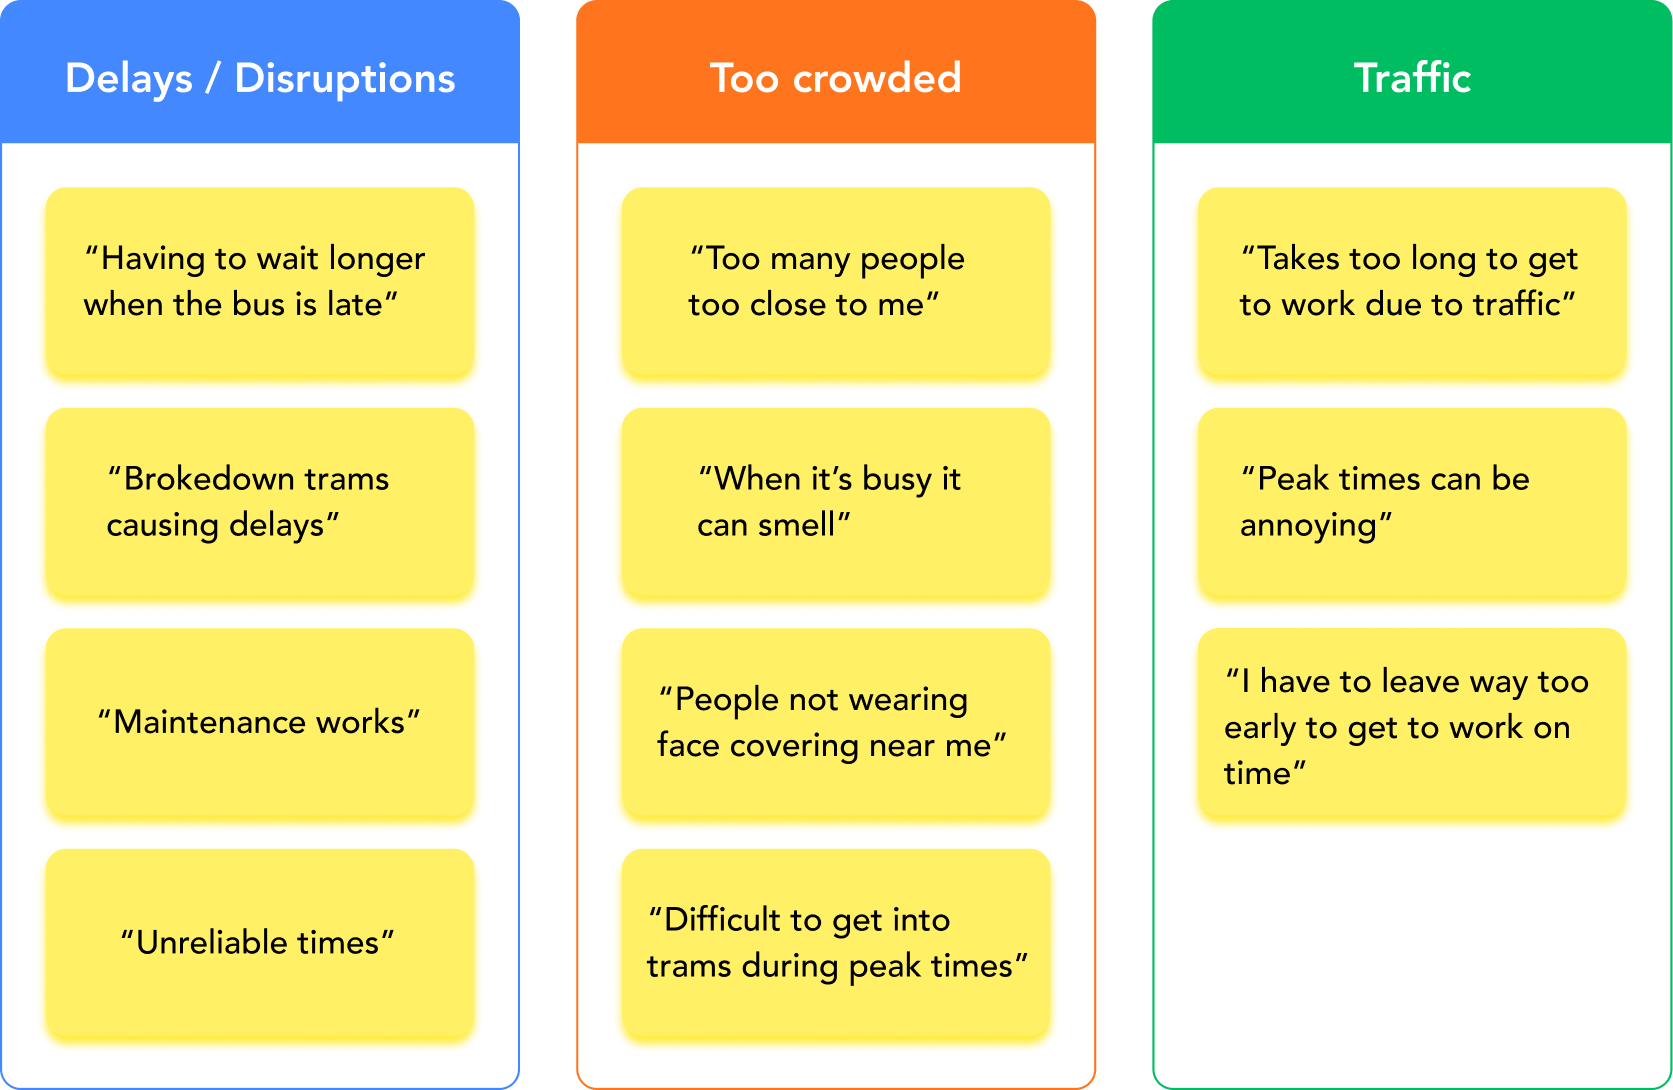 Delays / Disruptions
“Having to wait longer
when the bus is late”
“Brokedown trams
causing delays”
“Maintenance works”
“Unreliable times”
Too crowded
“Too many people
too close to me”
“When it’s busy it
can smell”
“People not wearing
face covering near me”
“Difficult to get into
trams during peak times”
Traffic
“Takes too long to get
to work due to traffic”
“Peak times can be
annoying”
“I have to leave way too
early to get to work on
time”